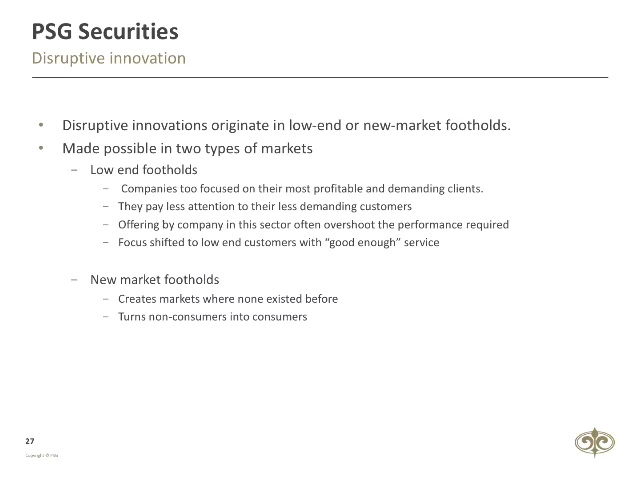 PSG Securities
Disruptive innovation
• Disruptive innovations originate in low-end or new-market footholds.
• Made possible in two types of markets
– Low end footholds
– Companies too focused on their most profitable and demanding clients.
– They pay less attention to their less demanding customers
– Offering by company in this sector often overshoot the performance required
– Focus shifted to low end customers with “good enough” service
– New market footholds
– Creates markets where none existed before
– Turns non-consumers into consumers
27
Copyright ©